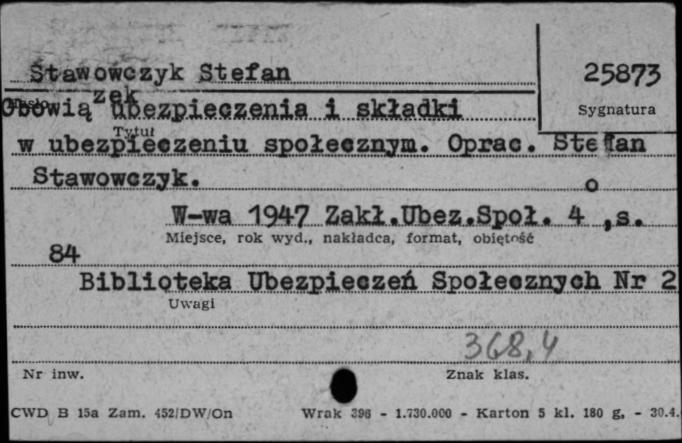 Stawowczyk Stefan
25873
Sygnatura
Hasło
Obowiązek ubezpieczenia i składki
Tytuł
w ubezpieczeniu społecznym. Oprac. Stefan
Stawowczyk.
W-wa 1947 Zakł.Ubez.Społ. 4o,s.
Miejsce, rok wyd., nakładca, format, objętość
84
Biblioteka Ubezpieczeń Społecznych Nr 2
Uwagi
368,4
Nr inw.
Znak klas.
CWD B 15a Zam. 452/DW/On Wrak 396 - 1.730.000 - Karton 5 kl. 180 g. - 30.4.